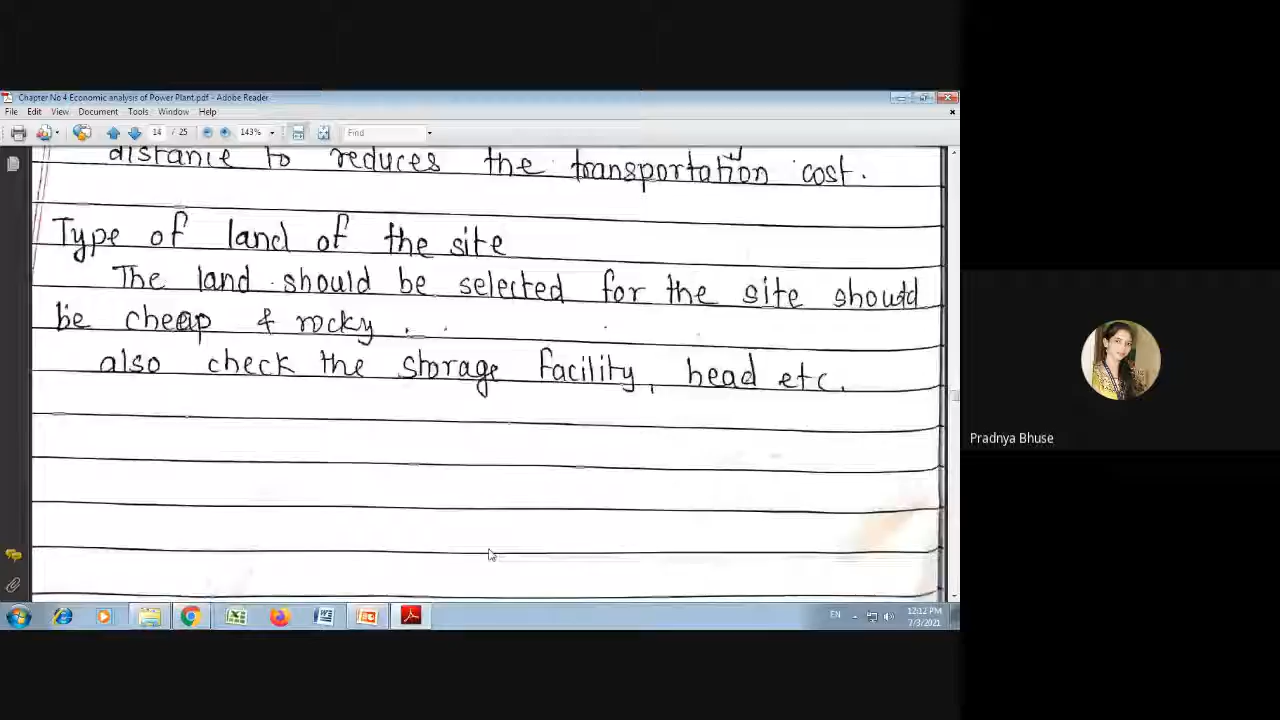 Chapter No 4 Economic analysis of Power Plant.pdf - Adobe Reader
File Edit View Document Tools Window Help
14 / 25 143% Find
distance to reduces the transportation cost.
Type of land of the site
The land should be selected for the site should
be cheap & rocky.
also check the storage facility, head etc.
Pradnya Bhuse
EN 12:12 PM
7/3/2021